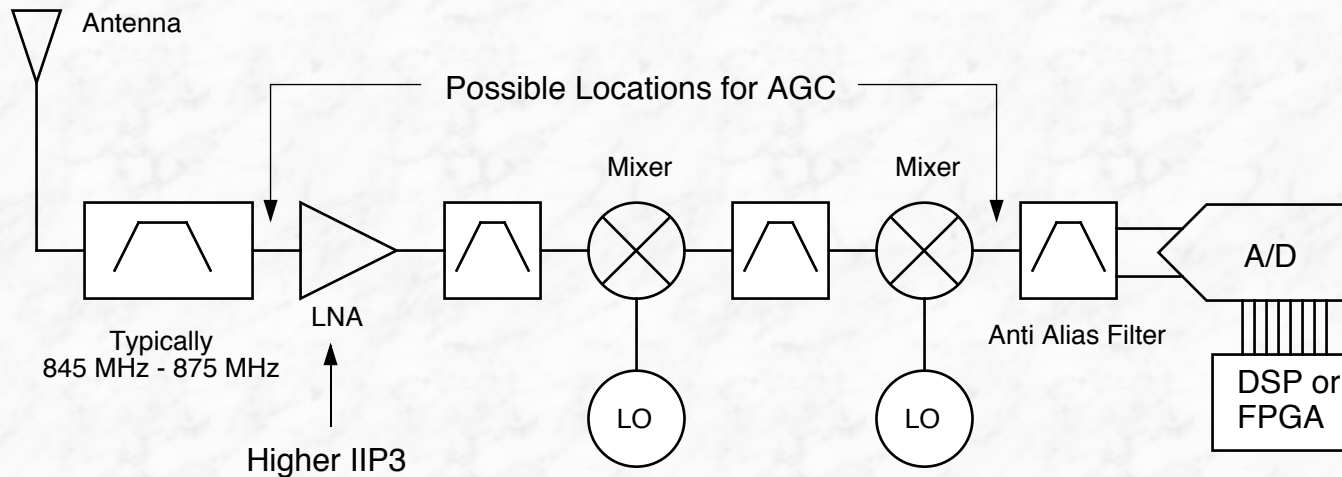 Antenna
Possible Locations for AGC
Mixer
Mixer
A/D
LNA
Typically
845 MHz - 875 MHz
Anti Alias Filter
LO
LO
DSP or
FPGA
Higher IIP3